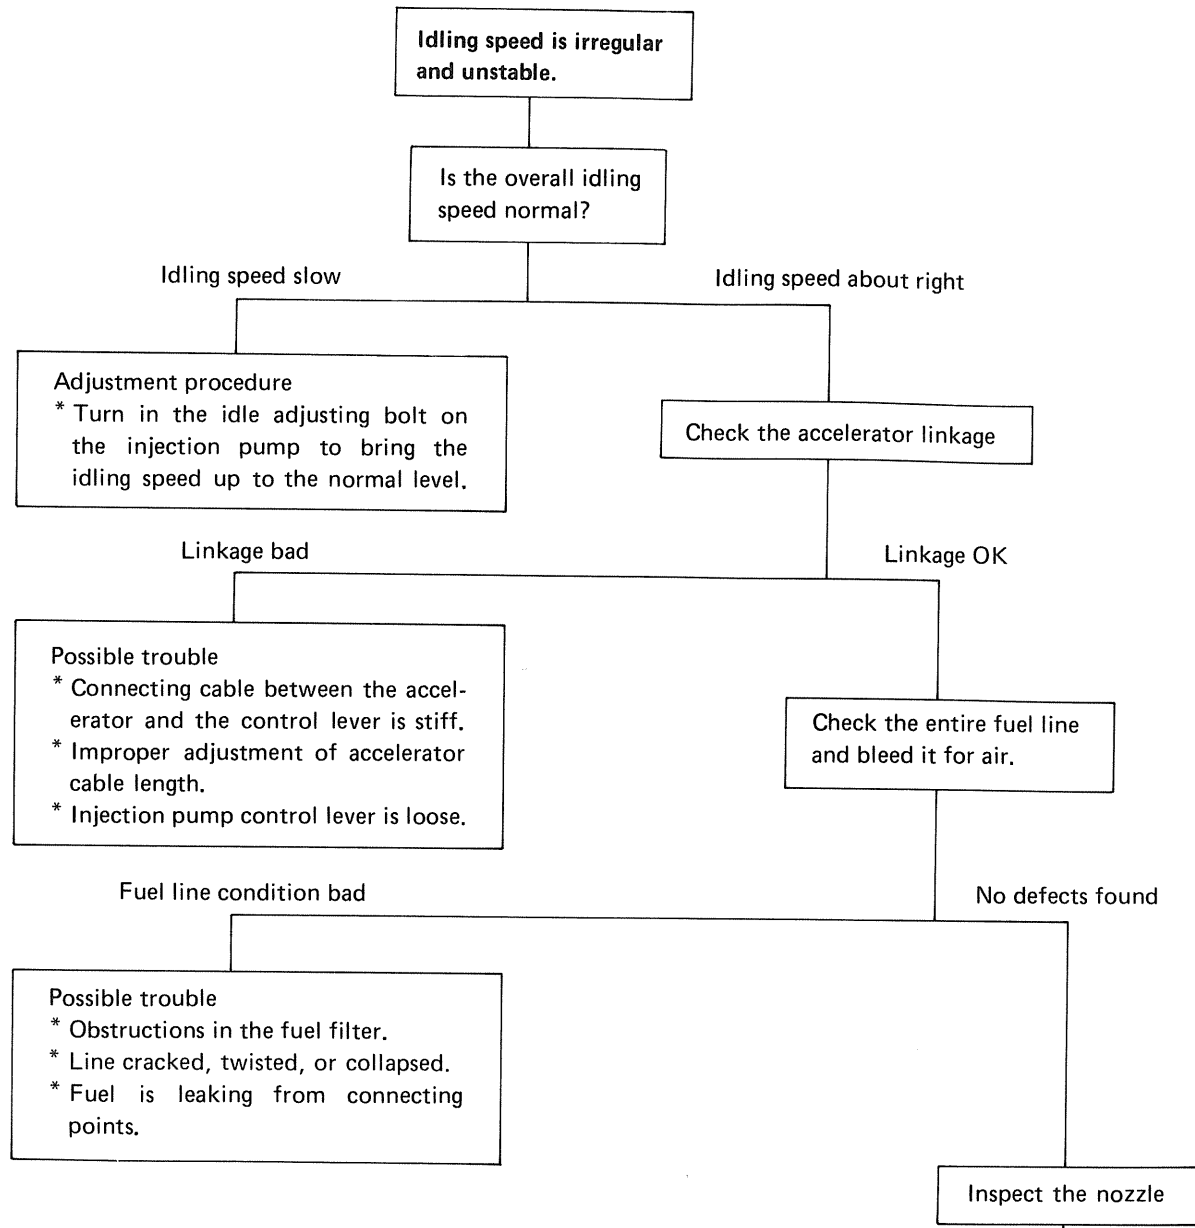 Idling speed is irregular
and unstable.
Is the overall idling
speed normal?
Idling speed slow
Idling speed about right
Adjustment procedure
* Turn in the idle adjusting bolt on
the injection pump to bring the
idling speed up to the normal level.
Check the accelerator linkage
Linkage bad
Linkage OK
Possible trouble
* Connecting cable between the accel-
erator and the control lever is stiff.
* Improper adjustment of accelerator
cable length.
* Injection pump control lever is loose.
Check the entire fuel line
and bleed it for air.
Fuel line condition bad
No defects found
Possible trouble
* Obstructions in the fuel filter.
* Line cracked, twisted, or collapsed.
* Fuel is leaking from connecting
points.
Inspect the nozzle